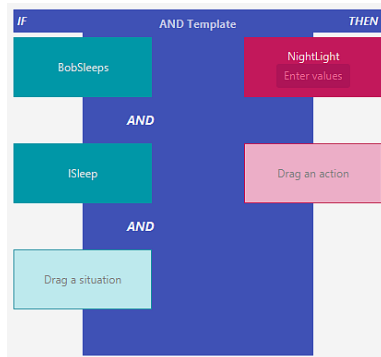 IF AND Template THEN
BobSleeps NightLight
Enter values
AND
ISleep Drag an action
AND
Drag a situation